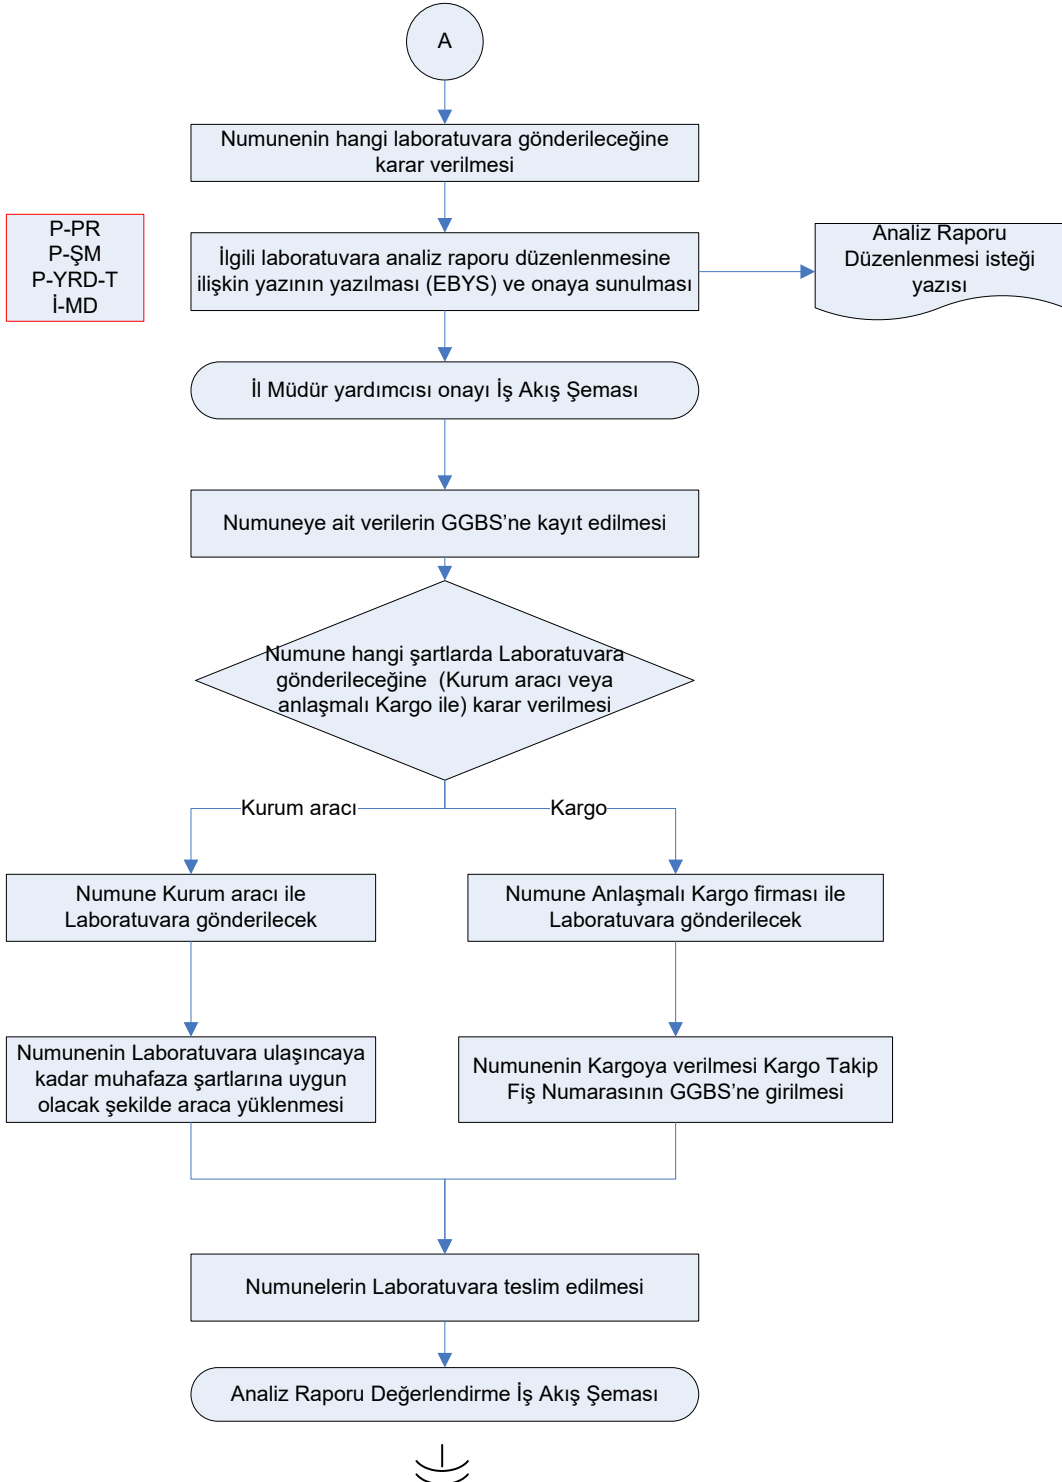 A
Numunenin hangi laboratuvara gönderileceğine
karar verilmesi
P-PR
P-ŞM
P-YRD-T
İ-MD
İlgili laboratuvara analiz raporu düzenlenmesine
ilişkin yazının yazılması (EBYS) ve onaya sunulması
Analiz Raporu
Düzenlenmesi isteği
yazısı
İl Müdür yardımcısı onayı İş Akış Şeması
Numuneye ait verilerin GGBS’ne kayıt edilmesi
Numune hangi şartlarda Laboratuvara
gönderileceğine  (Kurum aracı veya
anlaşmalı Kargo ile) karar verilmesi
Kurum aracı
Kargo
Numune Kurum aracı ile
Laboratuvara gönderilecek
Numune Anlaşmalı Kargo firması ile
Laboratuvara gönderilecek
Numunenin Laboratuvara ulaşıncaya
kadar muhafaza şartlarına uygun
olacak şekilde araca yüklenmesi
Numunenin Kargoya verilmesi Kargo Takip
Fiş Numarasının GGBS’ne girilmesi
Numunelerin Laboratuvara teslim edilmesi
Analiz Raporu Değerlendirme İş Akış Şeması